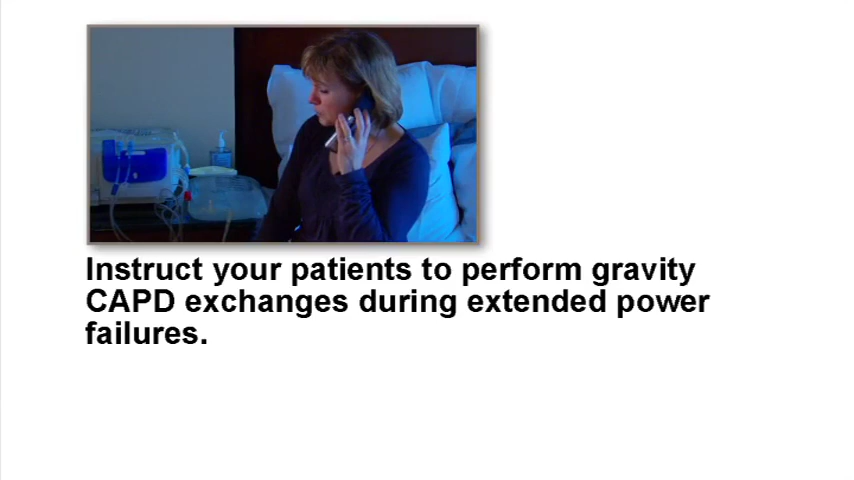 Instruct your patients to perform gravity
CAPD exchanges during extended power
failures.